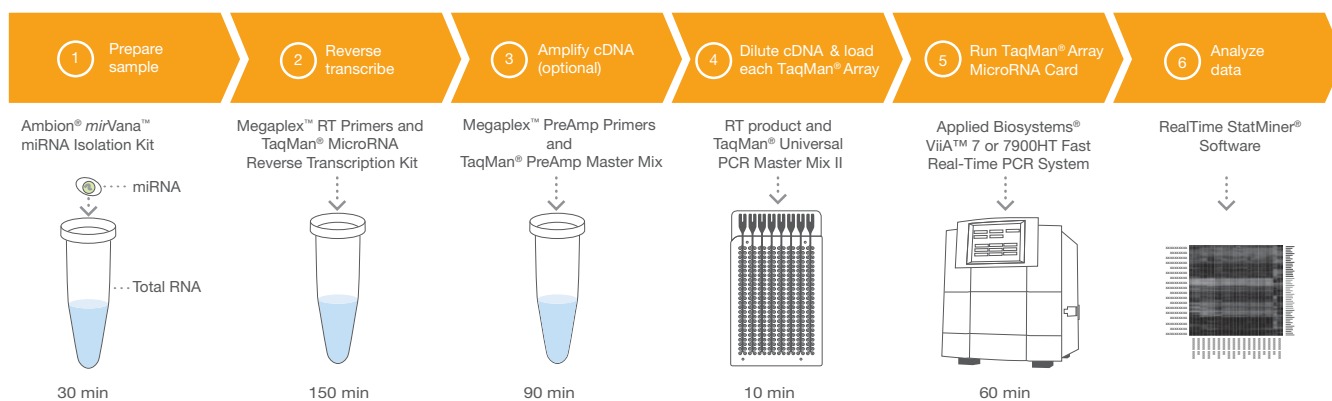 1
Prepare
sample
2
Reverse
transcribe
3
Amplify cDNA
(optional)
4
Dilute cDNA & load
each TaqMan® Array
5
Run TaqMan® Array
MicroRNA Card
6
Analyze
data
Ambion® mirVana™
miRNA Isolation Kit
Megaplex™ RT Primers and
TaqMan® MicroRNA
Reverse Transcription Kit
Megaplex™ PreAmp Primers
and
TaqMan® PreAmp Master Mix
RT product and
TaqMan® Universal
PCR Master Mix II
Applied Biosystems®
ViiA™ 7 or 7900HT Fast
Real-Time PCR System
RealTime StatMiner®
Software
miRNA
Total RNA
30 min
150 min
90 min
10 min
60 min